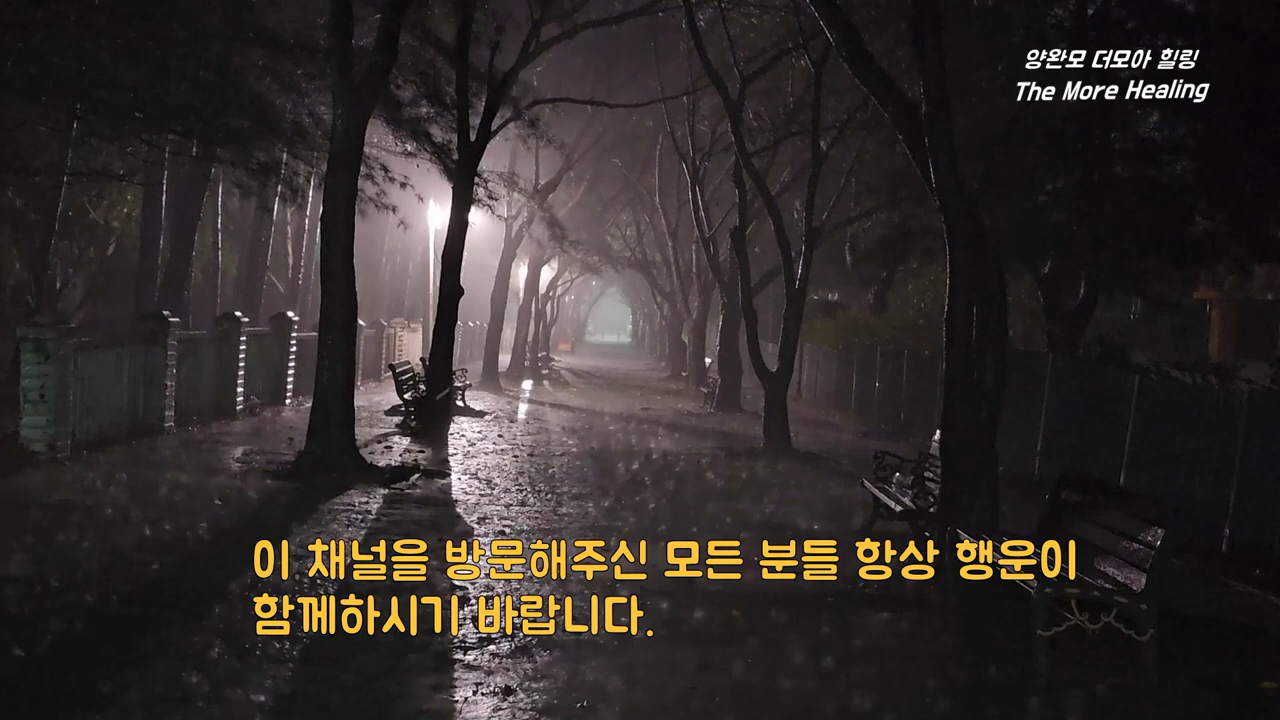 양완모 더모아 힐링
The More Healing
이 채널을 방문해주신 모든 분들 항상 행운이
함께하시기 바랍니다.